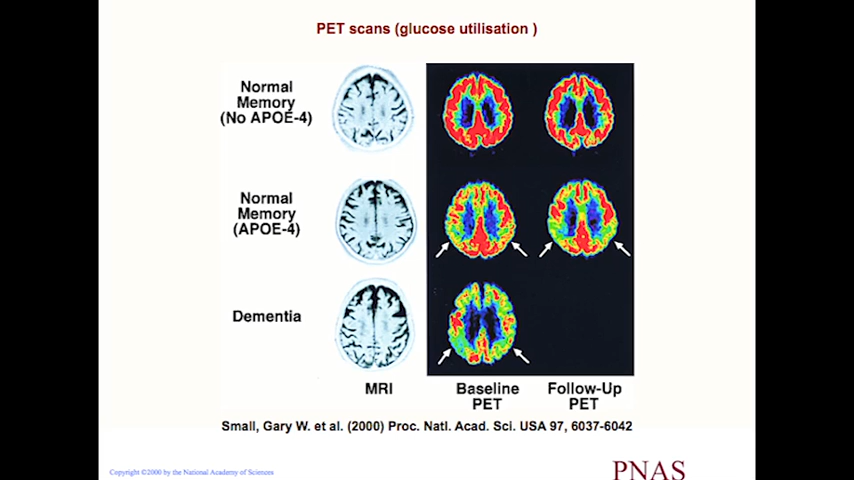 PET scans (glucose utilisation )
Normal
Memory
(No APOE-4)
Normal
Memory
(APOE-4)
Dementia
MRI
Baseline
PET
Follow-Up
PET
Small, Gary W. et al. (2000) Proc. Natl. Acad. Sci. USA 97, 6037-6042
Copyright ©2000 by the National Academy of Sciences
PNAS